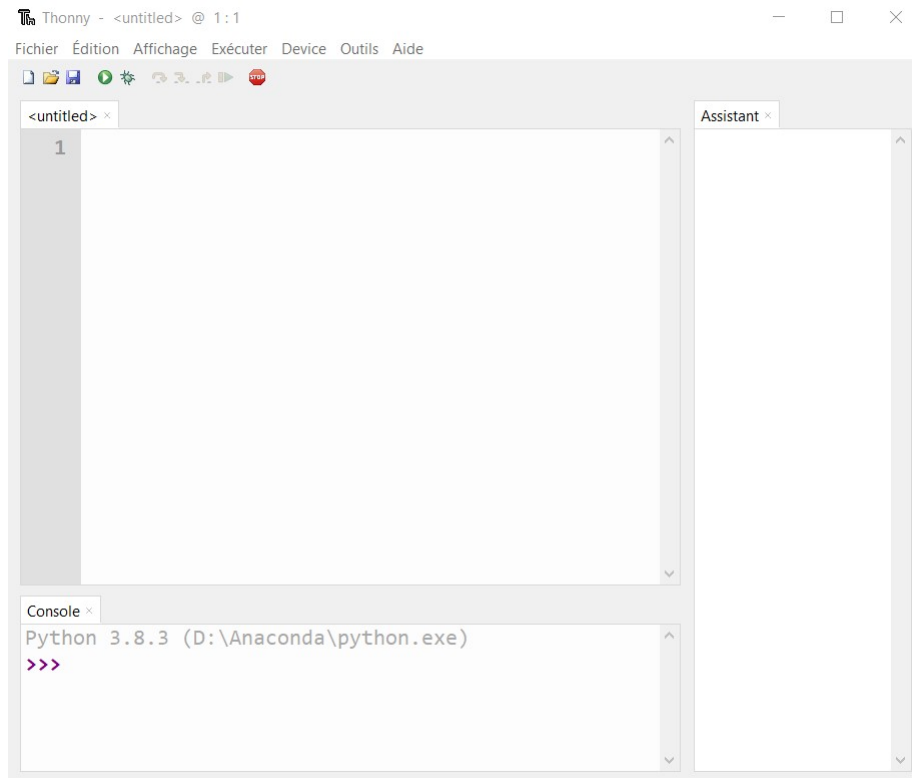 Thonny - <untitled> @ 1:1
Fichier Édition Affichage Exécuter Device Outils Aide
STOP
<untitled>
Assistant
1
Console
Python 3.8.3 (D:\Anaconda\python.exe)
>>>